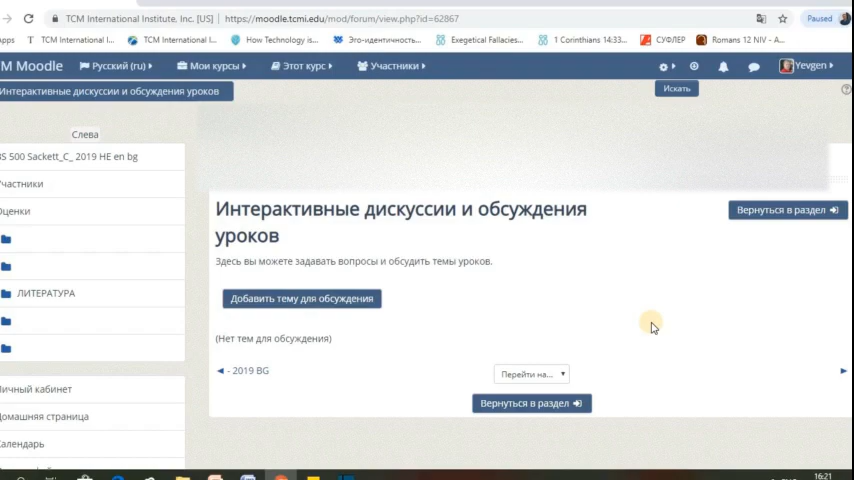 TCM International Institute, Inc. [US] | https://moodle.tcmi.edu/mod/forum/view.php?id=62867
Paused
Apps TCM International I... TCM International I... How Technology is... Эго-идентичность... Exegetical Fallacies... 1 Corinthians 14:33... СУФЛЕР Romans 12 NIV - A...
M Moodle Русский (ru) Мои курсы Этот курс Участники Yevgen
Искать
Интерактивные дискуссии и обсуждения уроков
Слева
BS 500 Sackett_C_ 2019 HE en bg
Участники
Оценки
ЛИТЕРАТУРА
Личный кабинет
Домашняя страница
Календарь
Интерактивные дискуссии и обсуждения
уроков
Вернуться в раздел
Здесь вы можете задавать вопросы и обсудить темы уроков.
Добавить тему для обсуждения
(Нет тем для обсуждения)
◄ - 2019 BG
Перейти на...
►
Вернуться в раздел
16:21